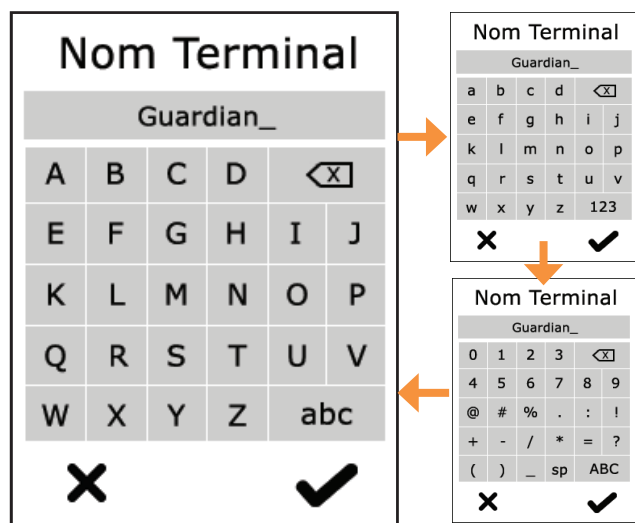 Nom Terminal
Guardian_
A B C D X
E F G H I J
K L M N O P
Q R S T U V
W X Y Z abc
Nom Terminal
Guardian_
a b c d X
e f g h i j
k l m n o p
q r s t u v
w x y z 123
Nom Terminal
Guardian_
0 1 2 3 X
4 5 6 7 8 9
@ # % . : !
+ - / * = ?
( ) _ sp ABC